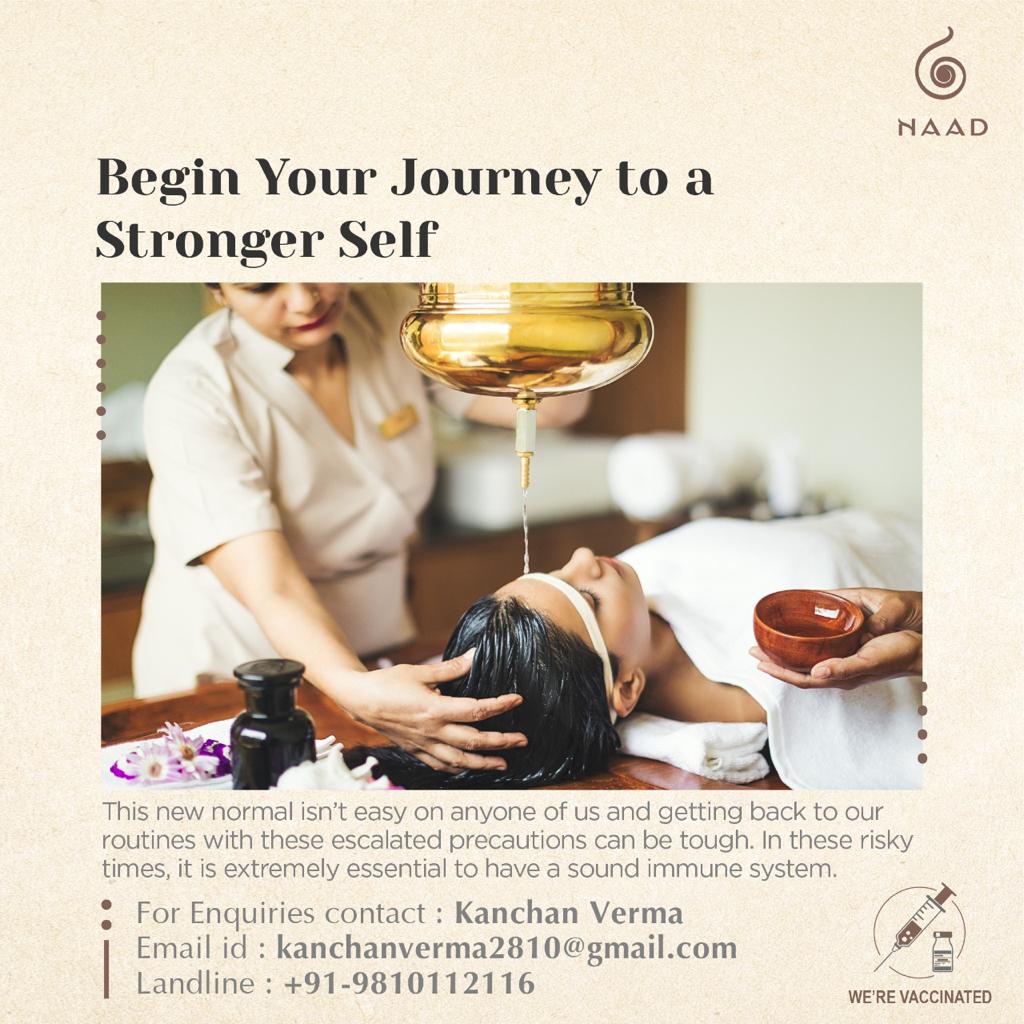 NAAD
Begin Your Journey to a
Stronger Self
This new normal isn't easy on anyone of us and getting back to our
routines with these escalated precautions can be tough. In these risky
times, it is extremely essential to have a sound immune system.
For Enquiries contact : Kanchan Verma
Email id : kanchanverma2810@gmail.com
Landline : +91-9810112116
WE'RE VACCINATED